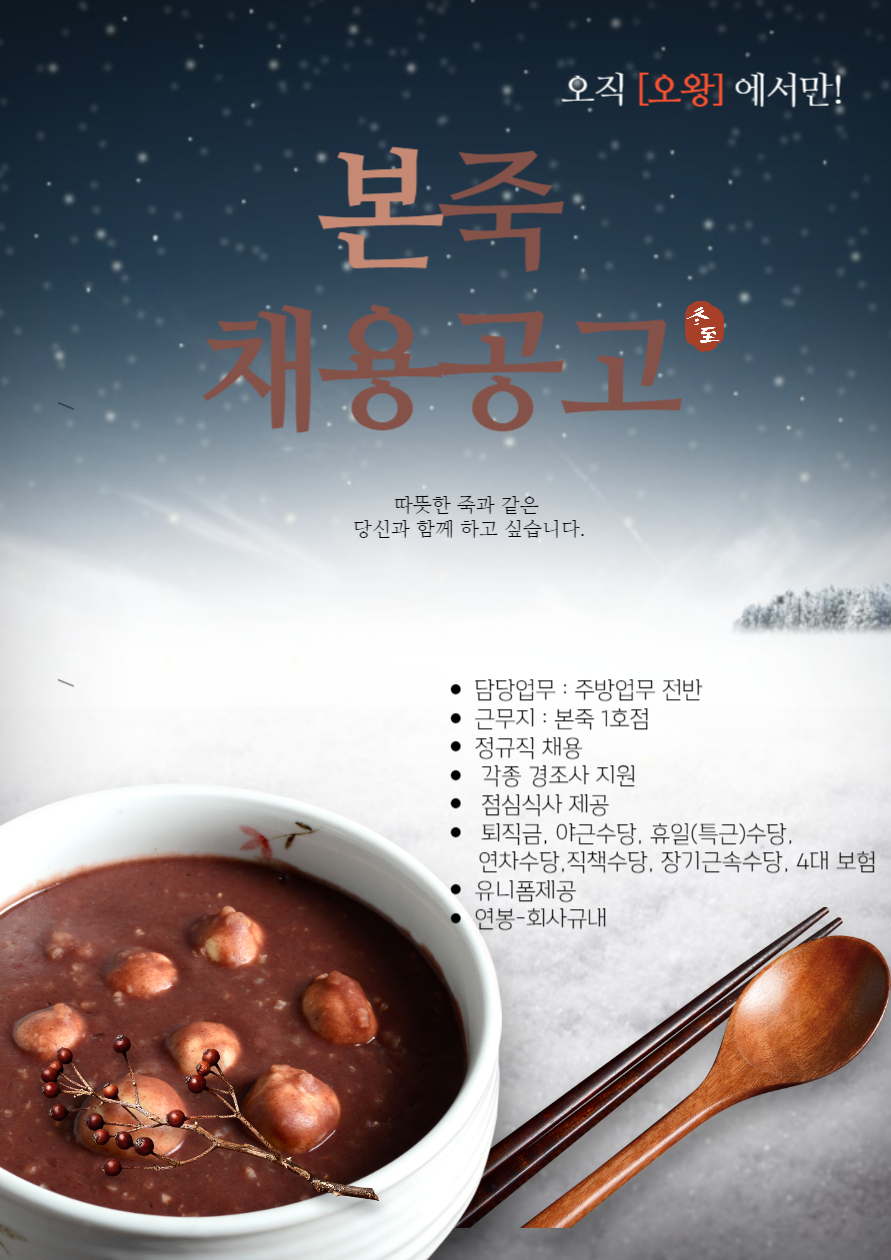 오직 [오왕] 에서만!
본죽
채용공고
冬至
따뜻한 죽과 같은
당신과 함께 하고 싶습니다.
• 담당업무 : 주방업무 전반
• 근무지 : 본죽 1호점
• 정규직 채용
• 각종 경조사 지원
• 점심식사 제공
• 퇴직금, 야근수당, 휴일(특근)수당,
연차수당,직책수당, 장기근속수당, 4대 보험
• 유니폼제공
• 연봉-회사규내